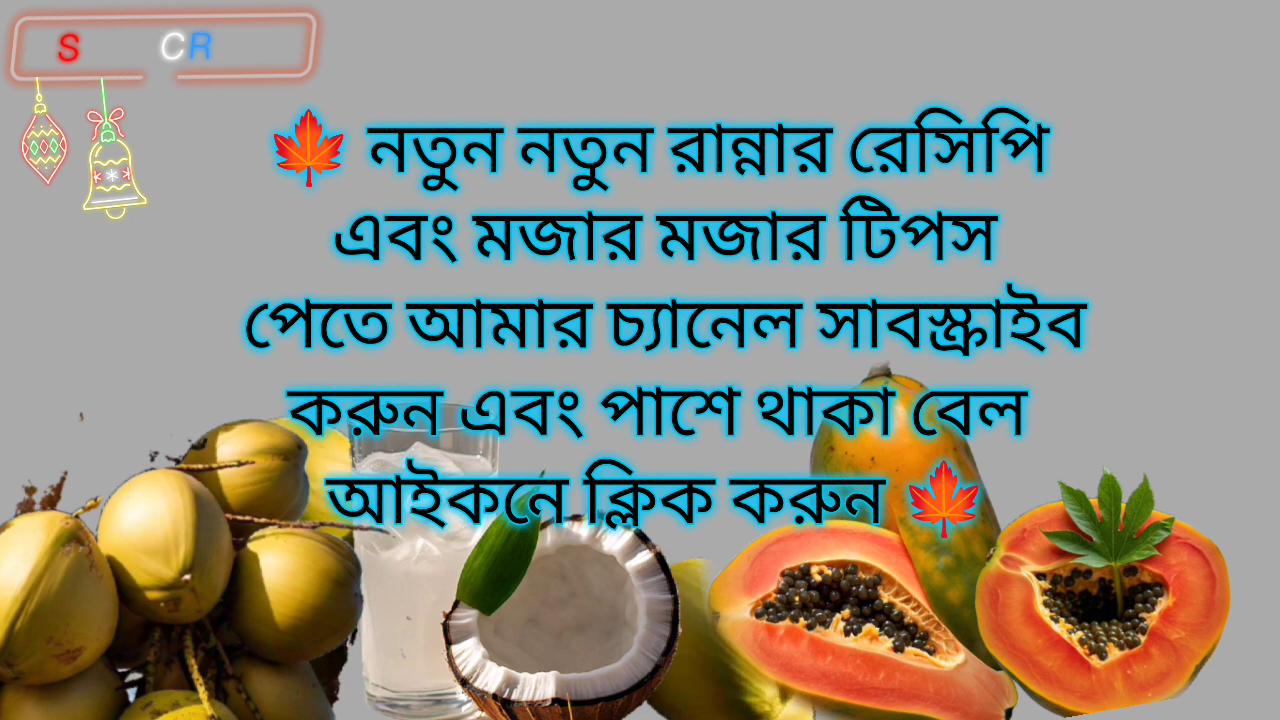 S CR
🍁 নতুন নতুন রান্নার রেসিপি
এবং মজার মজার টিপস
পেতে আমার চ্যানেল সাবস্ক্রাইব
করুন এবং পাশে থাকা বেল
আইকনে ক্লিক করুন 🍁